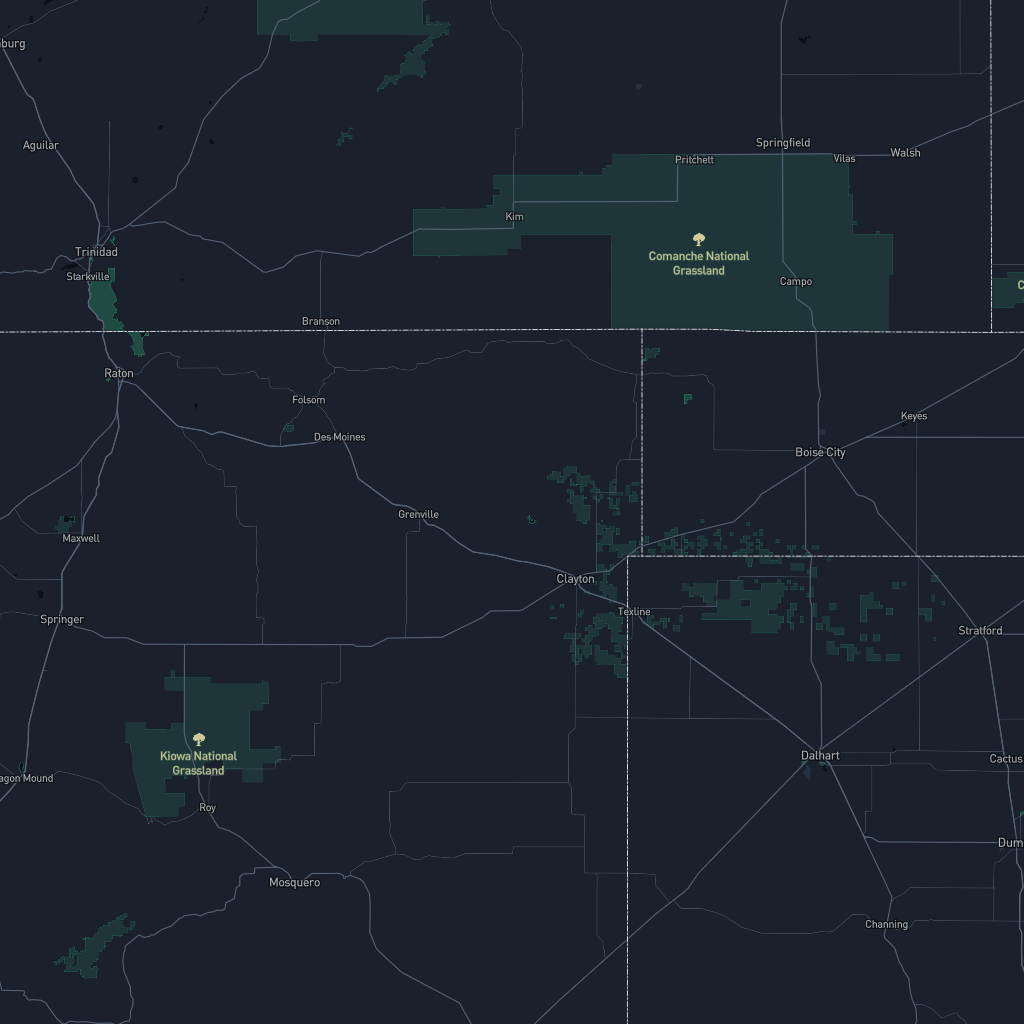 burg
Aguilar
Springfield
Pritchett
Vilas
Walsh
Kim
Trinidad
Comanche National
Grassland
Starkville
Campo
C
Branson
Raton
Folsom
Keyes
Des Moines
Boise City
Grenville
Maxwell
Clayton
Texline
Springer
Stratford
Kiowa National
Grassland
Dalhart
Cactus
agon Mound
Roy
Dum
Mosquero
Channing